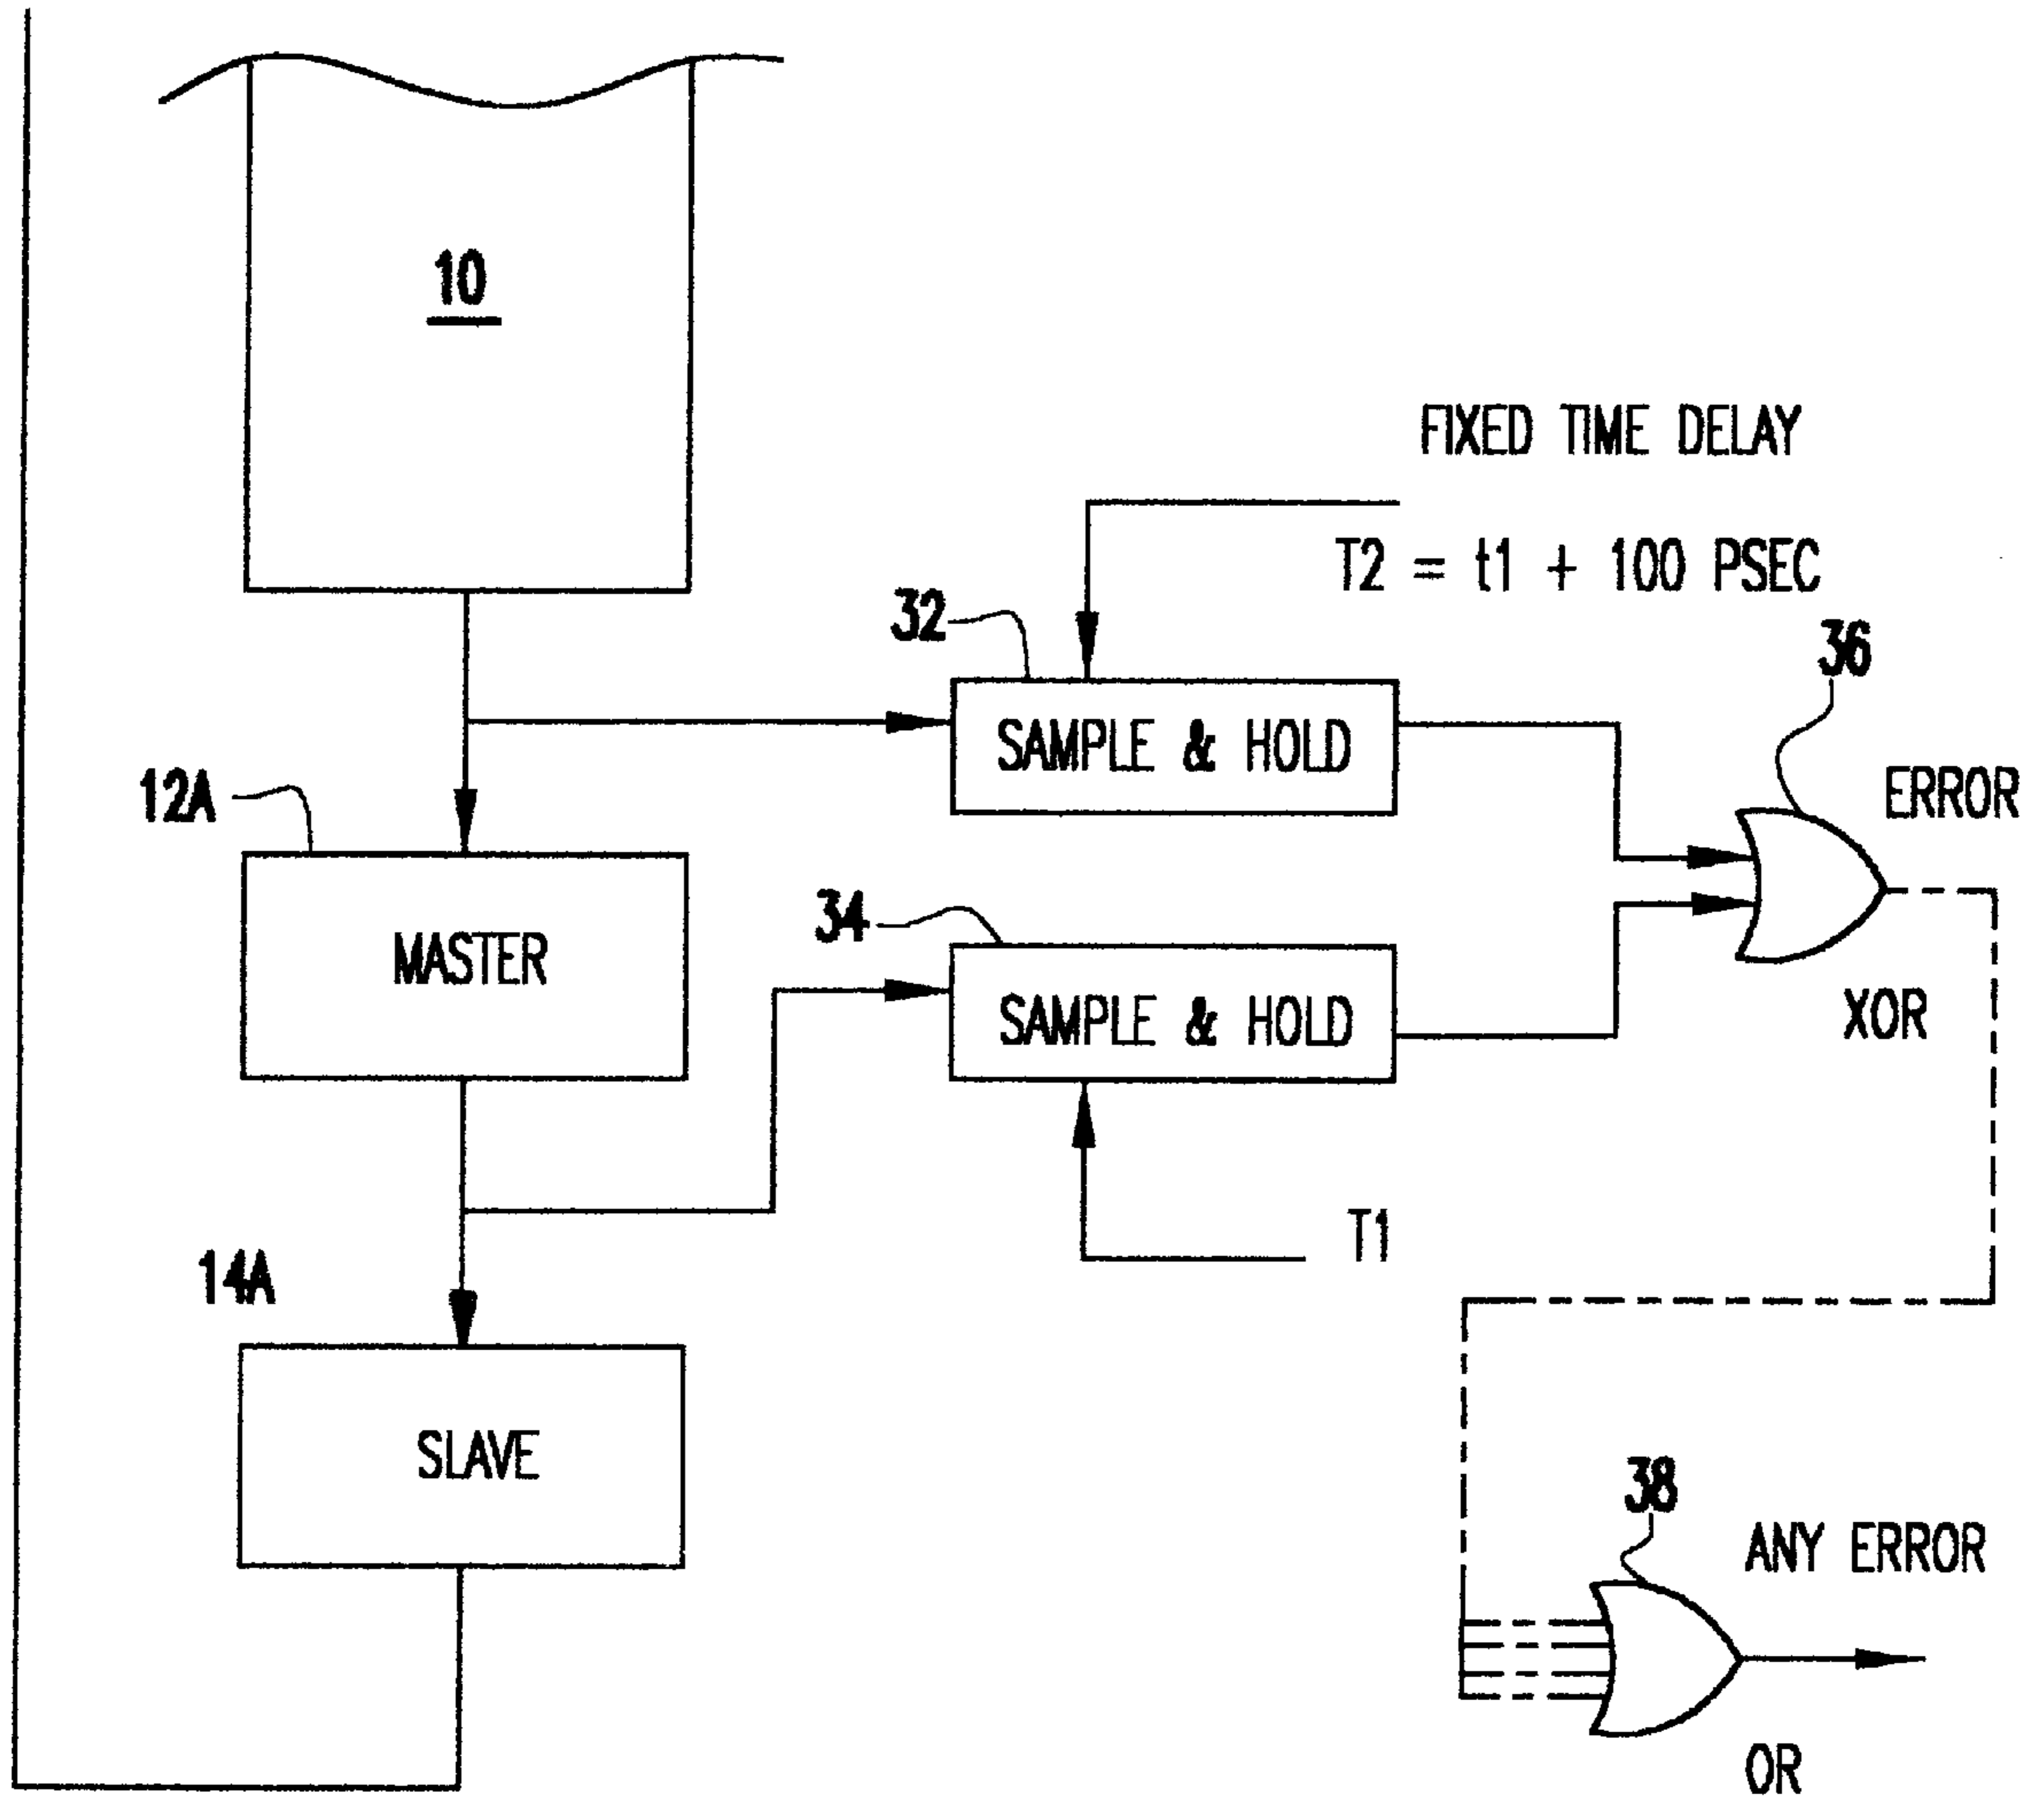 10
FIXED TIME DELAY
T2 = t1 + 100 PSEC
32
36
SAMPLE & HOLD
12A
ERROR
34
MASTER
SAMPLE & HOLD
XOR
T1
14A
SLAVE
38
ANY ERROR
OR